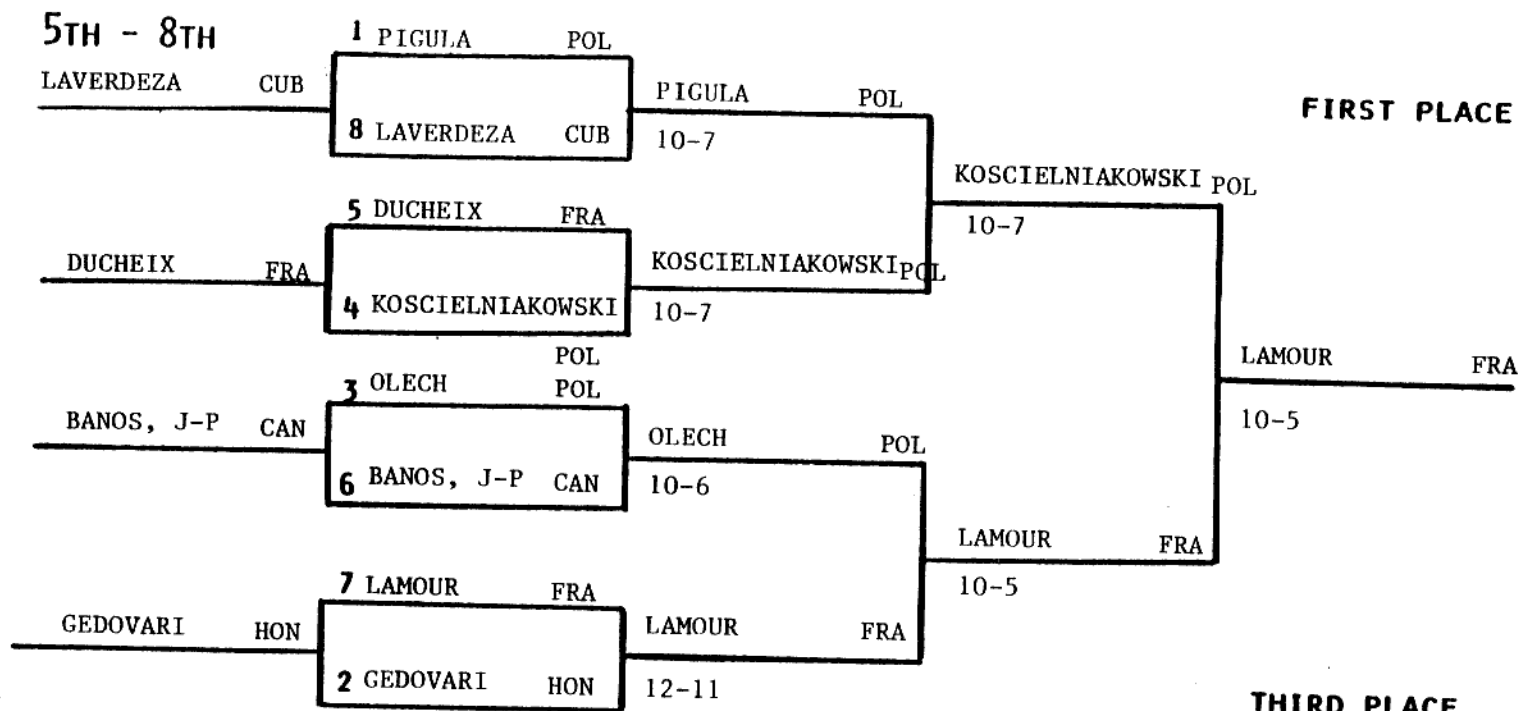 5TH - 8TH
1 PIGULA POL
LAVERDEZA CUB
PIGULA POL
FIRST PLACE
8 LAVERDEZA CUB
10-7
KOSCIELNIAKOWSKI POL
10-7
5 DUCHEIX FRA
DUCHEIX FRA
KOSCIELNIAKOWSKI POL
4 KOSCIELNIAKOWSKI
10-7
POL
LAMOUR FRA
10-5
3 OLECH POL
BANOS, J-P CAN
OLECH POL
6 BANOS, J-P CAN
10-6
LAMOUR FRA
10-5
7 LAMOUR FRA
GEDOVARI HON
LAMOUR FRA
2 GEDOVARI HON
12-11
THIRD PLACE